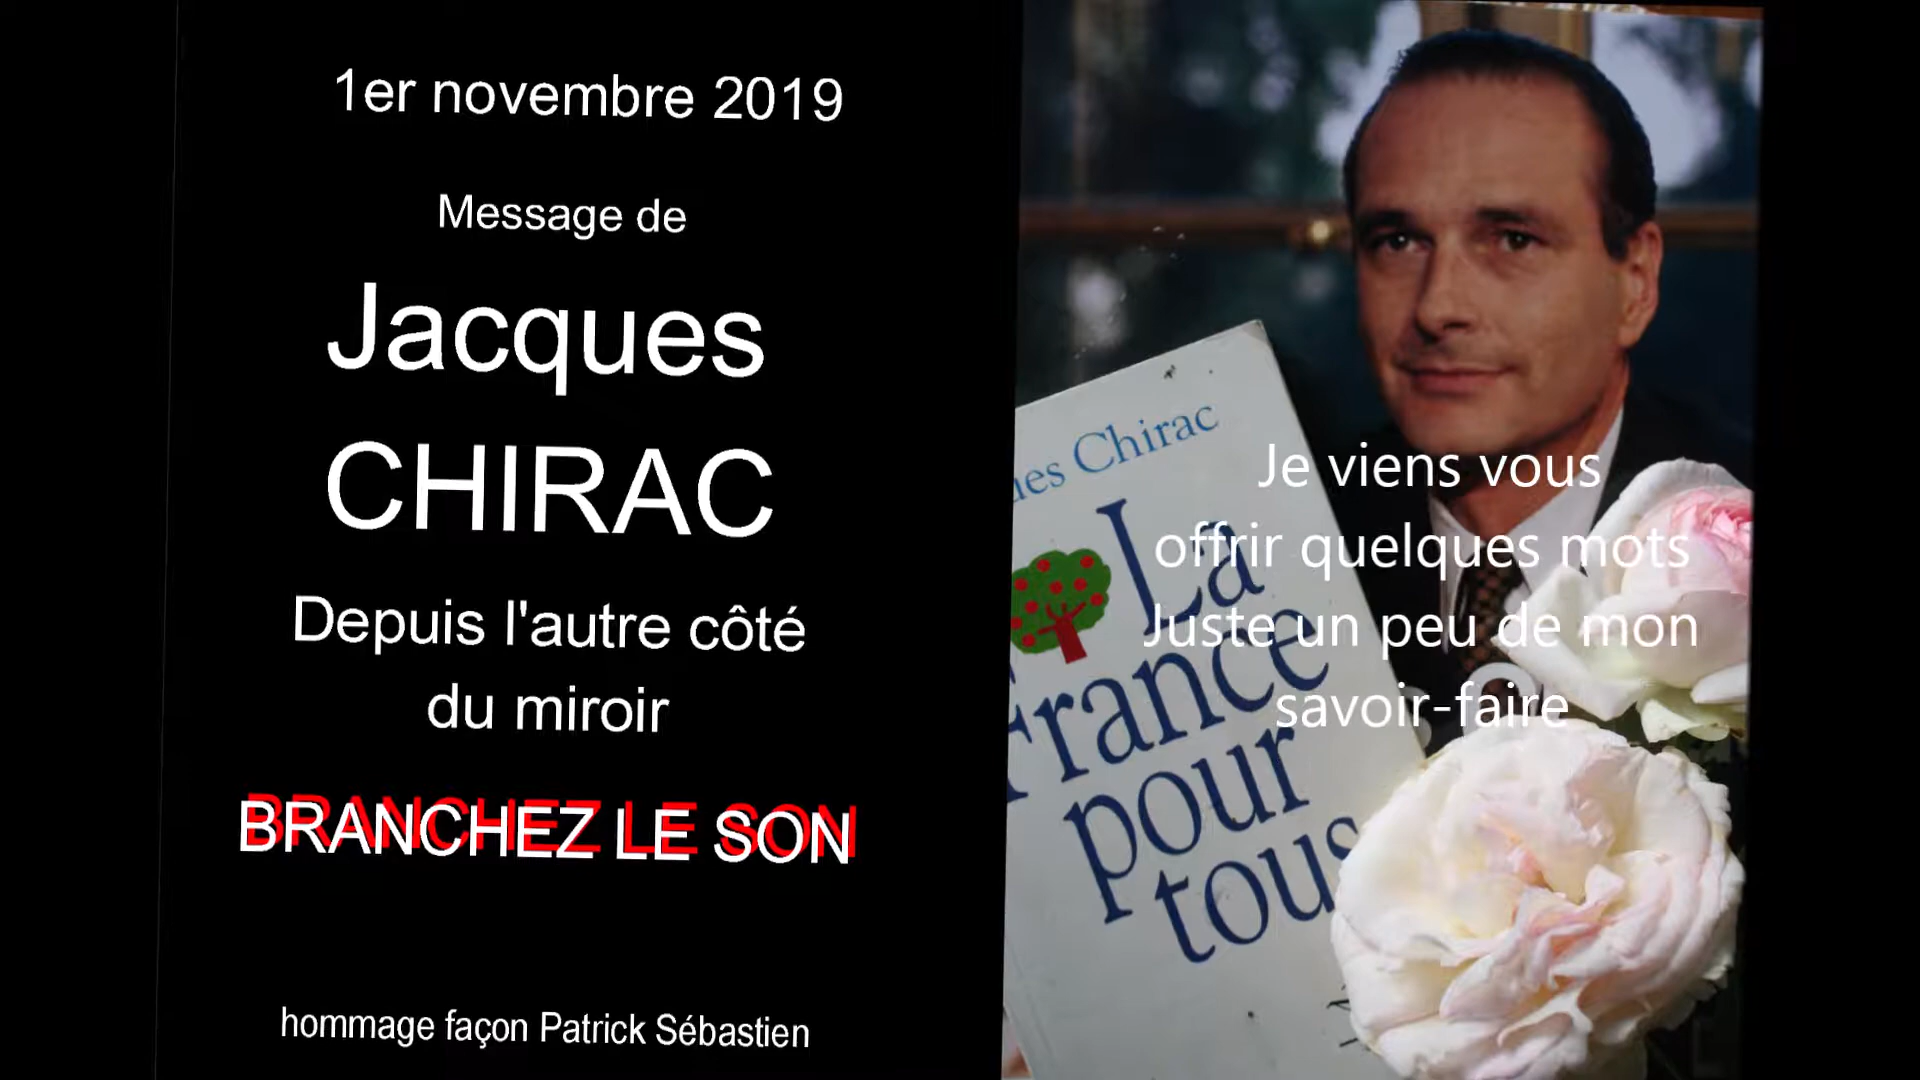 1er novembre 2019
Message de
Jacques
CHIRAC
Depuis l'autre côté
du miroir
BRANCHEZ LE SON
hommage façon Patrick Sébastien
Chirac
La
France
pour
tous
Je viens vous
offrir quelques mots
Juste un peu de mon
savoir-faire